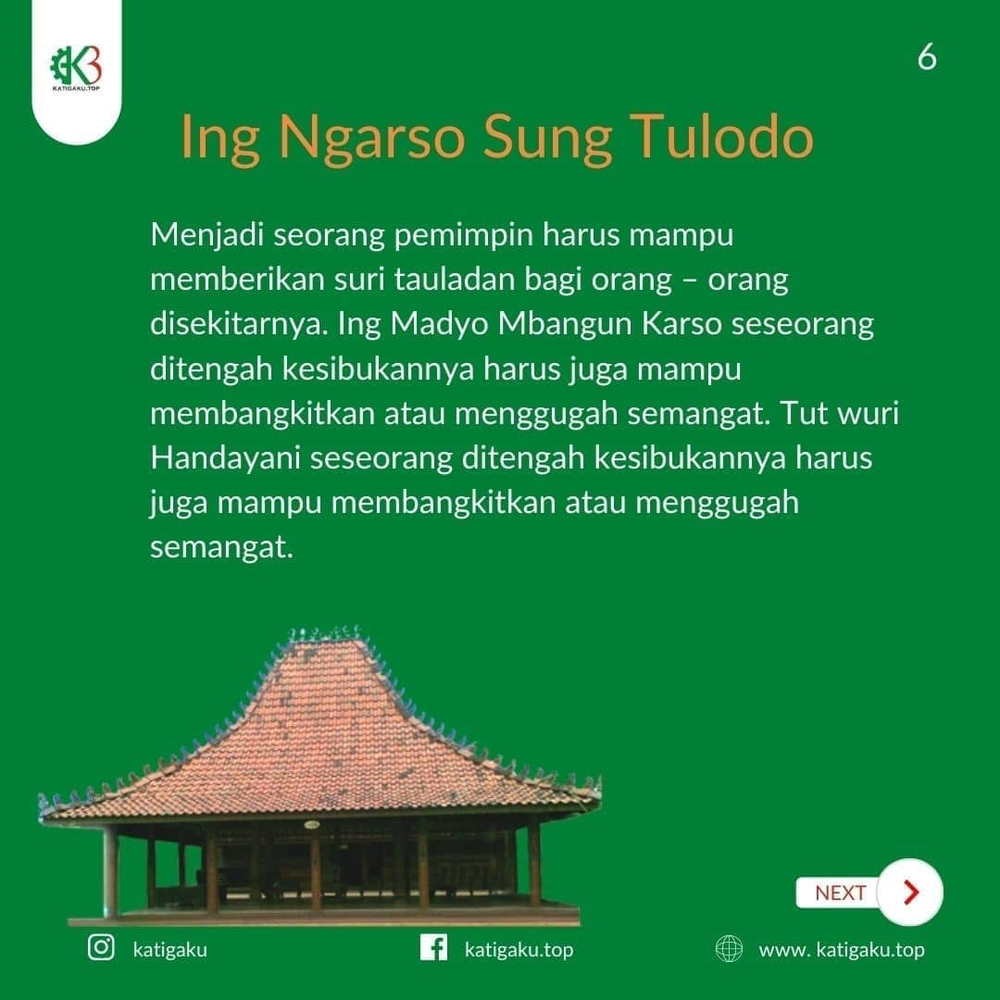 K3
KATIGAKU.TOP
6
Ing Ngarso Sung Tulodo
Menjadi seorang pemimpin harus mampu
memberikan suri tauladan bagi orang – orang
disekitarnya. Ing Madyo Mbangun Karso seseorang
ditengah kesibukannya harus juga mampu
membangkitkan atau menggugah semangat. Tut wuri
Handayani seseorang ditengah kesibukannya harus
juga mampu membangkitkan atau menggugah
semangat.
NEXT
katigaku
katigaku.top
www. katigaku.top